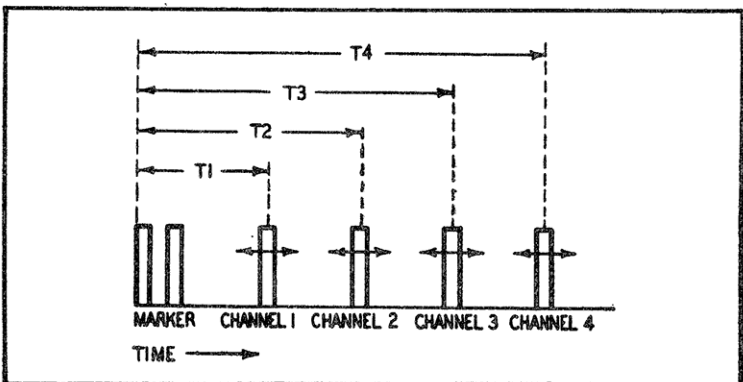 T4
T3
T2
T1
MARKER CHANNEL 1 CHANNEL 2 CHANNEL 3 CHANNEL 4
TIME